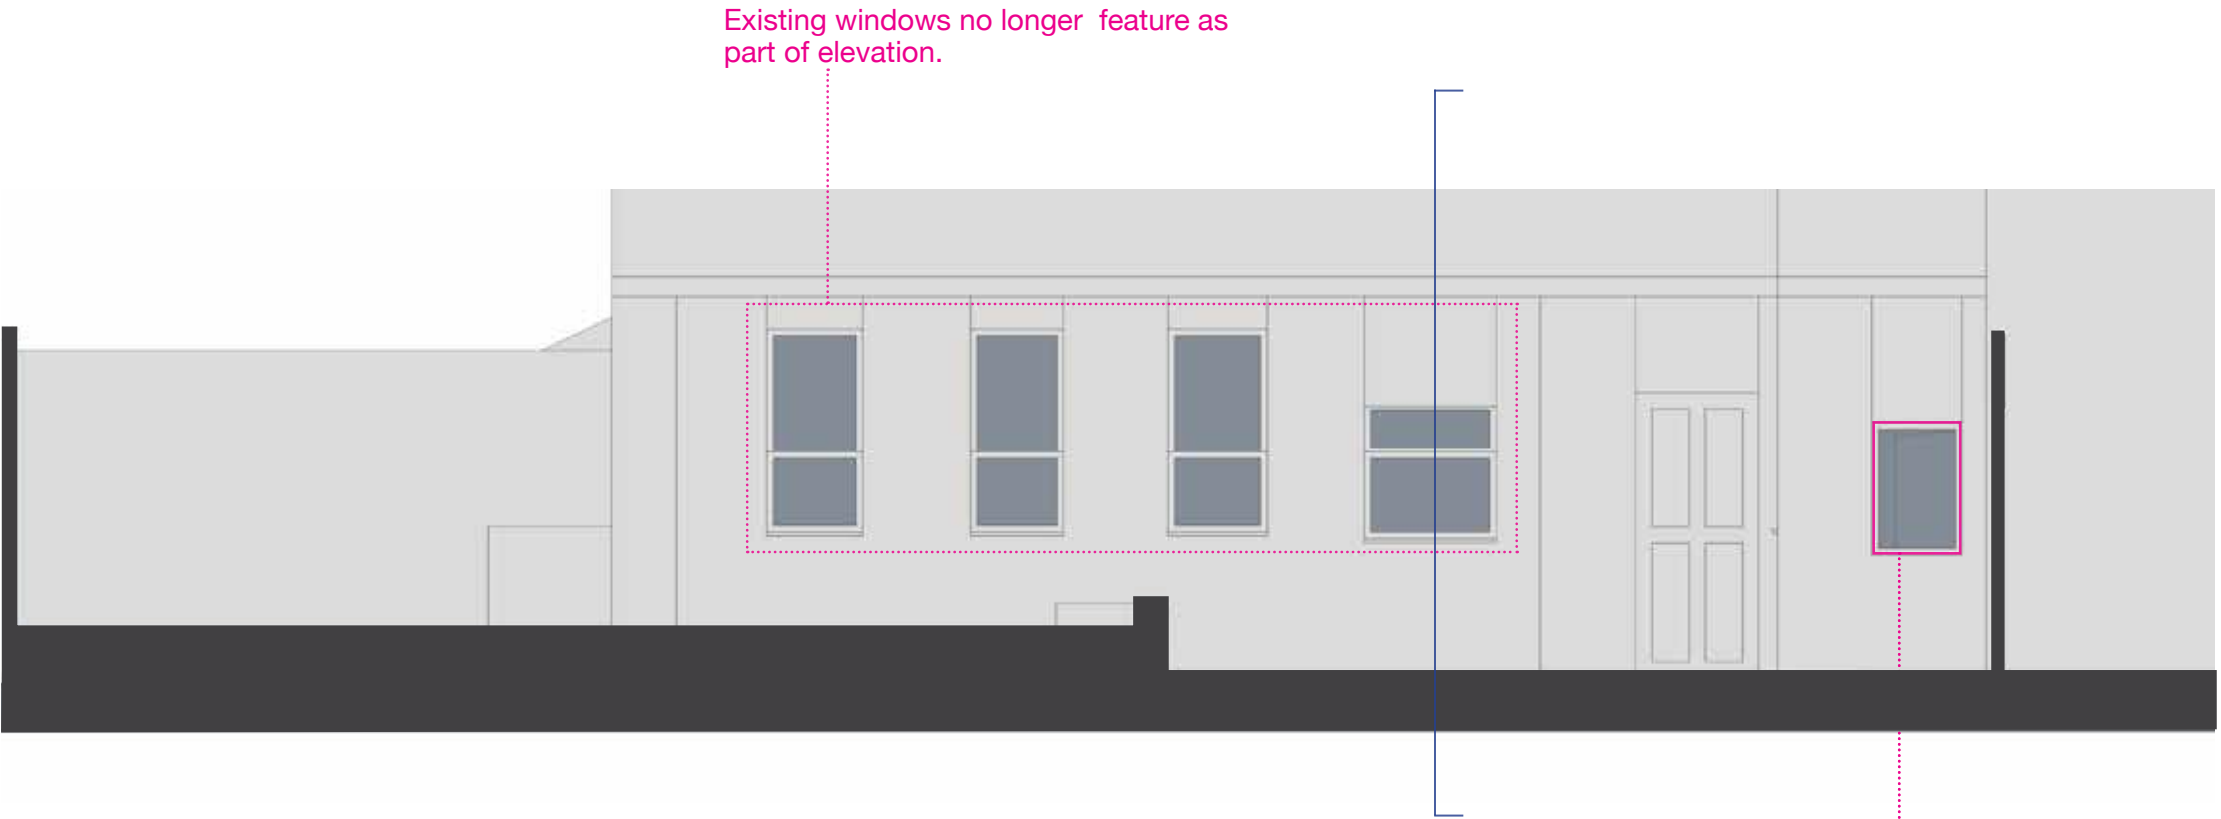 Existing windows no longer  feature as
part of elevation.